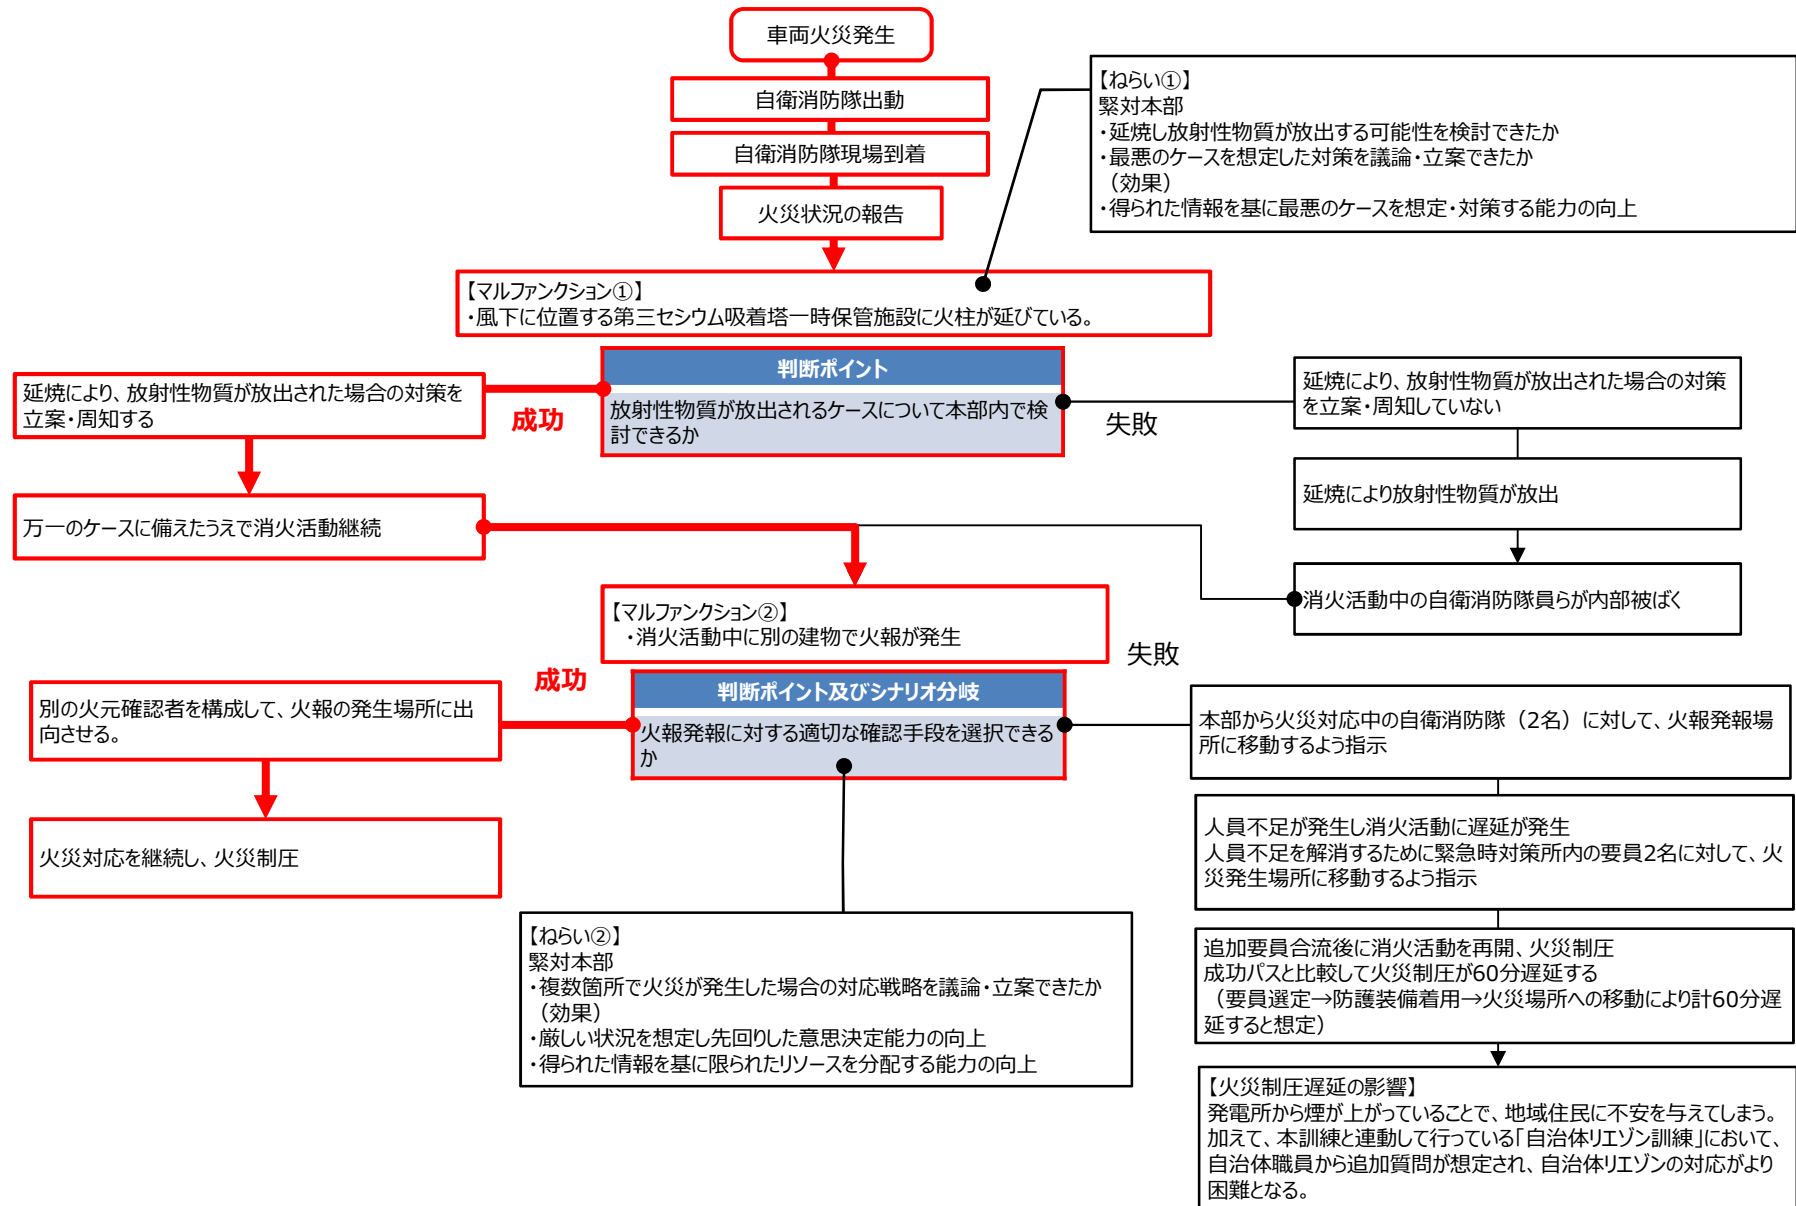 車両火災発生
自衛消防隊出動
自衛消防隊現場到着
火災状況の報告
【ねらい①】
緊対本部
・延焼し放射性物質が放出する可能性を検討できたか
・最悪のケースを想定した対策を議論・立案できたか
（効果）
・得られた情報を基に最悪のケースを想定・対策する能力の向上
【マルファンクション①】
・風下に位置する第三セシウム吸着塔一時保管施設に火柱が延びている。
判断ポイント
放射性物質が放出されるケースについて本部内で検
討できるか
成功
失敗
延焼により、放射性物質が放出された場合の対策を
立案・周知する
延焼により、放射性物質が放出された場合の対策
を立案・周知していない
万一のケースに備えたうえで消火活動継続
延焼により放射性物質が放出
消火活動中の自衛消防隊員らが内部被ばく
【マルファンクション②】
・消火活動中に別の建物で火報が発生
成功
失敗
判断ポイント及びシナリオ分岐
火報発報に対する適切な確認手段を選択できる
か
別の火元確認者を構成して、火報の発生場所に出
向させる。
火災対応を継続し、火災制圧
本部から火災対応中の自衛消防隊（2名）に対して、火報発報場
所に移動するよう指示
人員不足が発生し消火活動に遅延が発生
人員不足を解消するために緊急時対策所内の要員2名に対して、火
災発生場所に移動するよう指示
追加要員合流後に消火活動を再開、火災制圧
成功パスと比較して火災制圧が60分遅延する
（要員選定→防護装備着用→火災場所への移動により計60分遅
延すると想定）
【ねらい②】
緊対本部
・複数箇所で火災が発生した場合の対応戦略を議論・立案できたか
（効果）
・厳しい状況を想定し先回りした意思決定能力の向上
・得られた情報を基に限られたリソースを分配する能力の向上
【火災制圧遅延の影響】
発電所から煙が上がっていることで、地域住民に不安を与えてしまう。
加えて、本訓練と連動して行っている「自治体リエゾン訓練」において、
自治体職員から追加質問が想定され、自治体リエゾンの対応がより
困難となる。